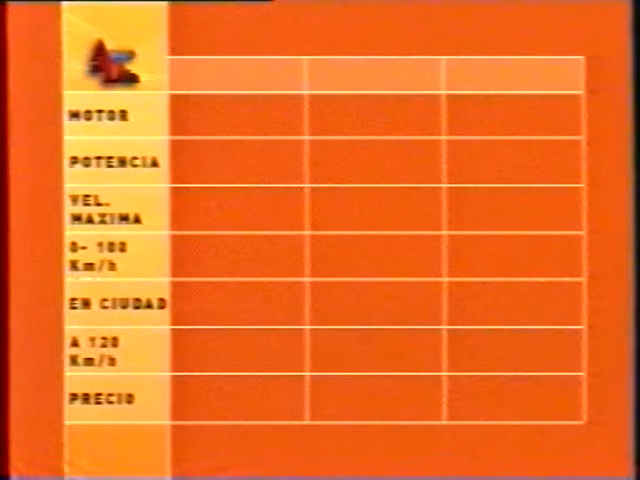 MOTOR
POTENCIA
VEL.
MAXIMA
0- 100
Km/h
EN CIUDAD
A 120
Km/h
PRECIO